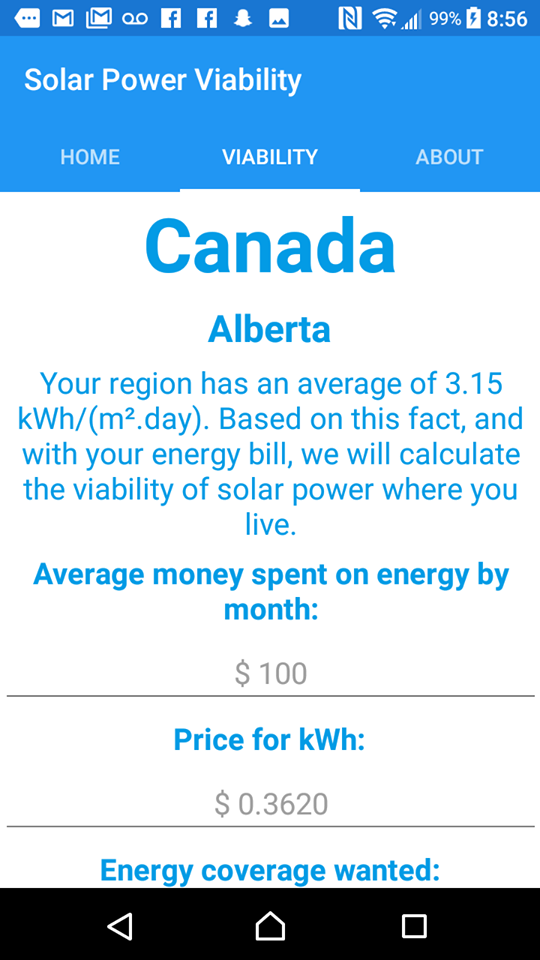 99% 8:56
Solar Power Viability
HOME VIABILITY ABOUT
Canada
Alberta
Your region has an average of 3.15
kWh/(m².day). Based on this fact, and
with your energy bill, we will calculate
the viability of solar power where you
live.
Average money spent on energy by
month:
$ 100
Price for kWh:
$ 0.3620
Energy coverage wanted: